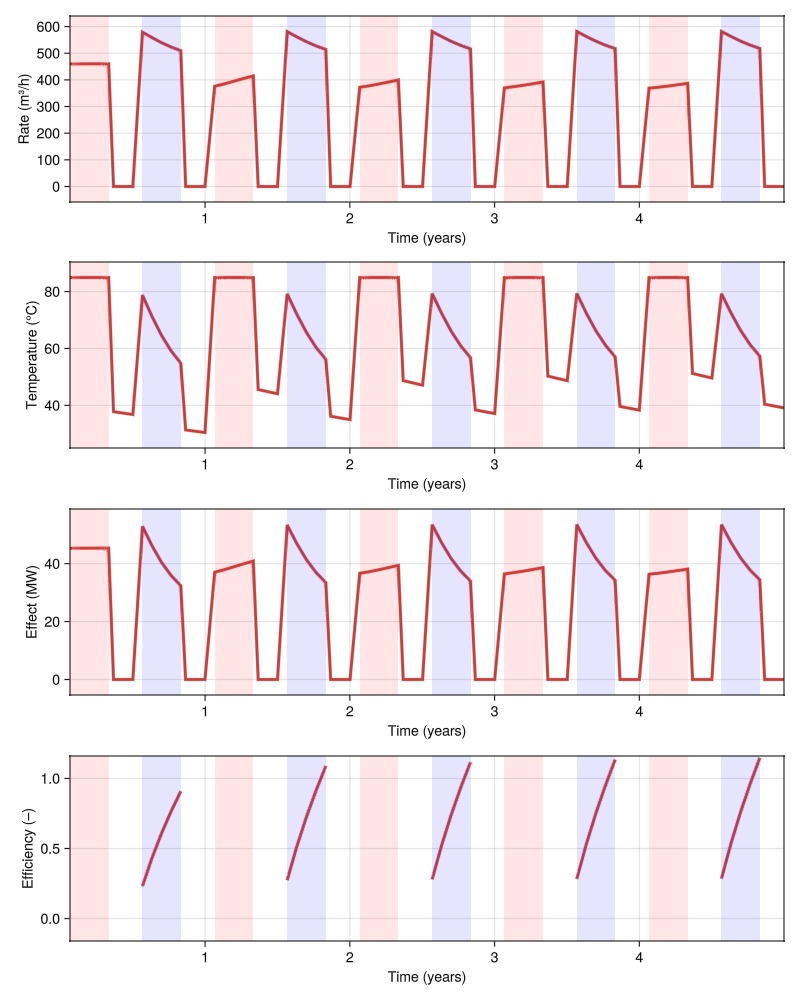 Rate (m³/h)
600
500
400
300
200
100
0
1 2 3 4
Time (years)
Temperature (°C)
80
60
40
1 2 3 4
Time (years)
Effect (MW)
40
20
0
1 2 3 4
Time (years)
Efficiency (–)
1.0
0.5
0.0
1 2 3 4
Time (years)